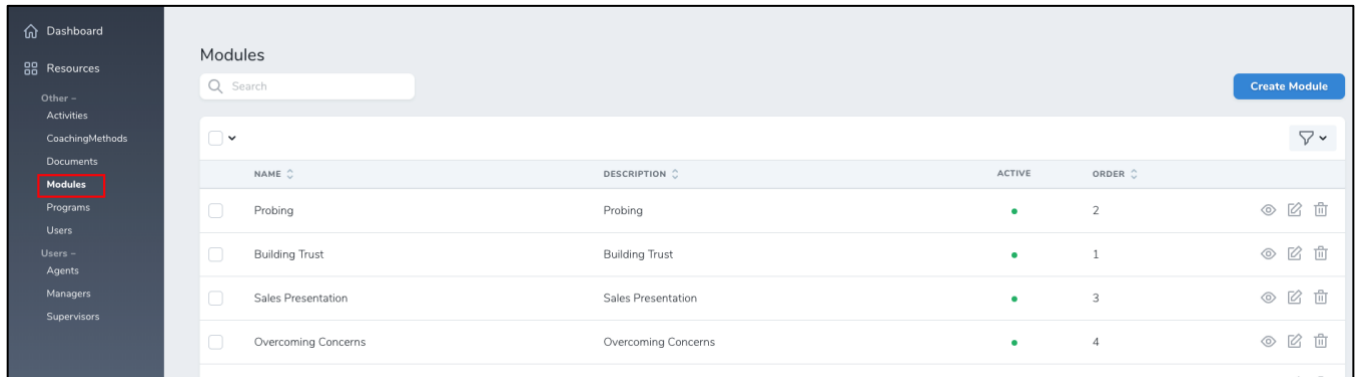 Dashboard
Resources
Other –
Activities
CoachingMethods
Documents
Modules
Programs
Users
Users –
Agents
Managers
Supervisors
Modules
Search
Create Module
NAME DESCRIPTION ACTIVE ORDER
Probing Probing 2
Building Trust Building Trust 1
Sales Presentation Sales Presentation 3
Overcoming Concerns Overcoming Concerns 4